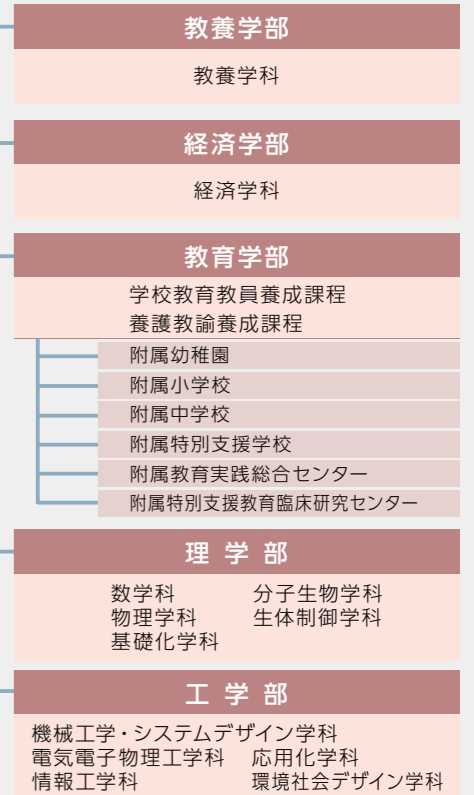 教養学部
教養学科
経済学部
経済学科
教育学部
学校教育教員養成課程
養護教諭養成課程
附属幼稚園
附属小学校
附属中学校
附属特別支援学校
附属教育実践総合センター
附属特別支援教育臨床研究センター
理 学 部
数学科 分子生物学科
物理学科 生体制御学科
基礎化学科
工 学 部
機械工学・システムデザイン学科
電気電子物理工学科 応用化学科
情報工学科 環境社会デザイン学科